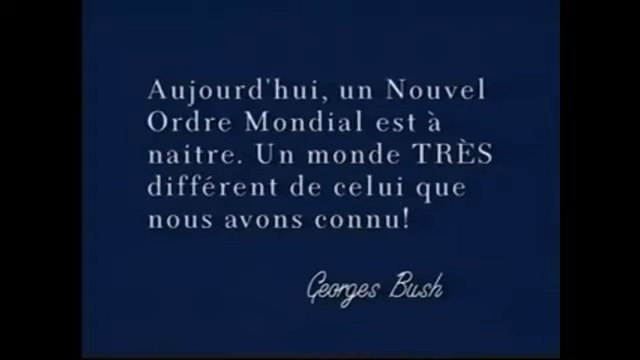 Aujourd'hui, un Nouvel
Ordre Mondial est à
naitre. Un monde TRÈS
différent de celui que
nous avons connu!
Georges Bush